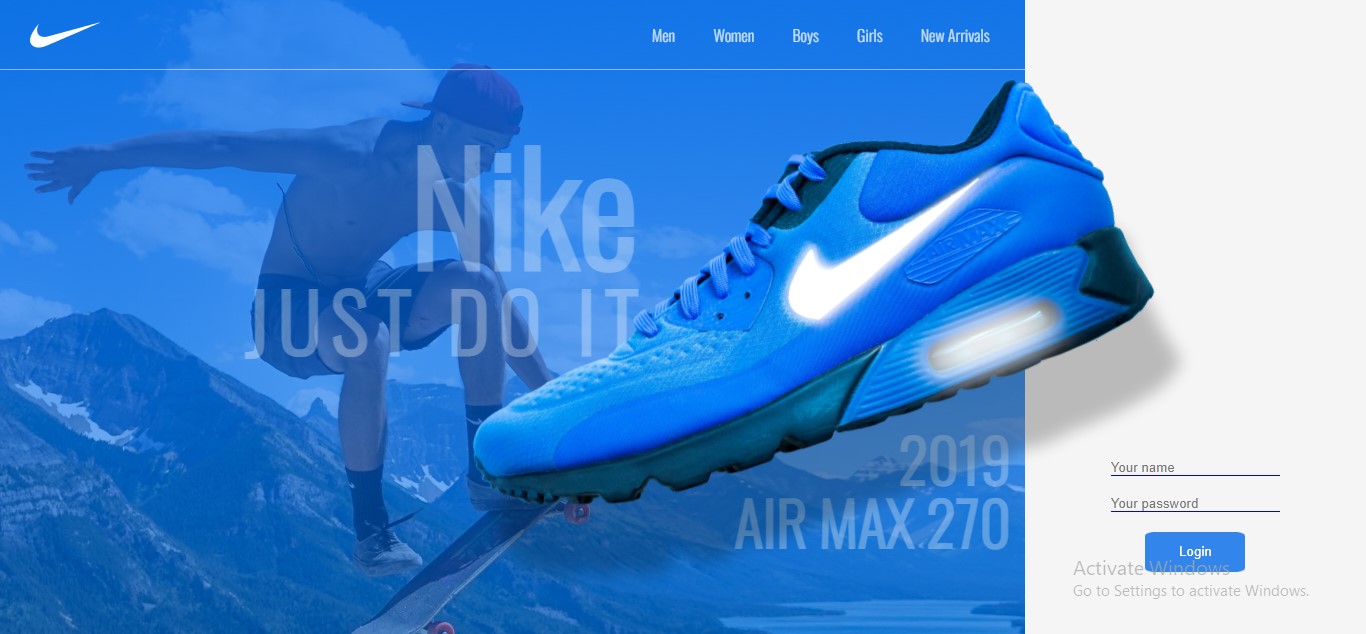 Men Women Boys Girls New Arrivals
Nike
JUST DO IT
AIR MAX
2019
AIR MAX 270
Your name
Your password
Login
Activate Windows
Go to Settings to activate Windows.